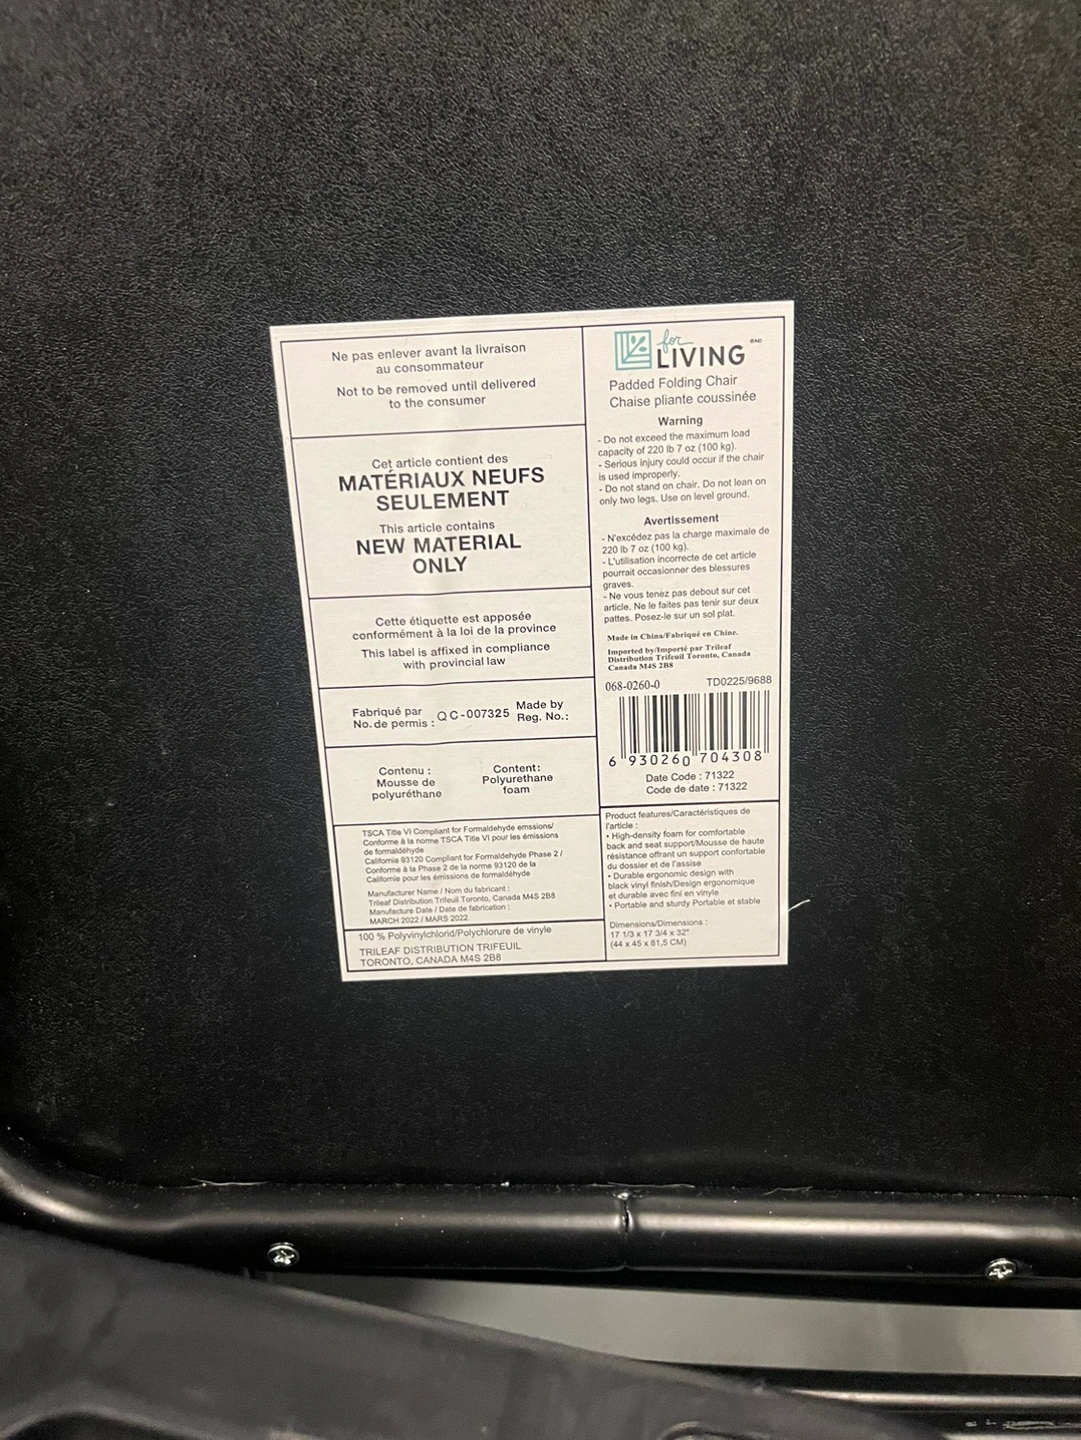 Ne pas enlever avant la livraison
au consommateur
Not to be removed until delivered
to the consumer
Cet article contient des
MATÉRIAUX NEUFS
SEULEMENT
This article contains
NEW MATERIAL
ONLY
Cette étiquette est apposée
conformément à la loi de la province
This label is affixed in compliance
with provincial law
Fabriqué par
No. de permis :
QC-007325
Made by
Reg. No.:
Contenu :
Mousse de
polyuréthane
Content:
Polyurethane
foam
TSCA Title VI Compliant for Formaldehyde emssions/
Conforme à la norme TSCA Title VI pour les émissions
de formaldéhyde
California 93120 Compliant for Formaldehyde Phase 2 /
Conforme à la Phase 2 de la norme 93120 de la
Californie pour les émissions de formaldéhyde
Manufacturer Name / Nom du fabricant :
Trileaf Distribution Trifeuil Toronto, Canada M4S 2B8
Manufacture Date / Date de fabrication :
MARCH 2022 / MARS 2022
100 % Polyvinylchlorid/Polychlorure de vinyle
TRILEAF DISTRIBUTION TRIFEUIL
TORONTO, CANADA M4S 2B8
for
LIVING
Padded Folding Chair
Chaise pliante coussinée
Warning
- Do not exceed the maximum load
capacity of 220 lb 7 oz (100 kg).
- Serious injury could occur if the chair
is used improperly.
- Do not stand on chair. Do not lean on
only two legs. Use on level ground.
Avertissement
- N'excédez pas la charge maximale de
220 lb 7 oz (100 kg).
- L'utilisation incorrecte de cet article
pourrait occasionner des blessures
graves.
- Ne vous tenez pas debout sur cet
article. Ne le faites pas tenir sur deux
pattes. Posez-le sur un sol plat.
Made in China/Fabriqué en Chine.
Imported by/Importé par Trileaf
Distribution Trifeuil Toronto, Canada
Canada M4S 2B8
068-0260-0 TD0225/9688
6 930260 704308
Date Code : 71322
Code de date : 71322
Product features/Caractéristiques de
l'article :
• High-density foam for comfortable
back and seat support/Mousse de haute
résistance offrant un support confortable
du dossier et de l'assise
• Durable ergonomic design with
black vinyl finish/Design ergonomique
et durable avec fini en vinyle
• Portable and sturdy Portable et stable
Dimensions/Dimensions :
17 1/3 x 17 3/4 x 32"
(44 x 45 x 81,5 CM)